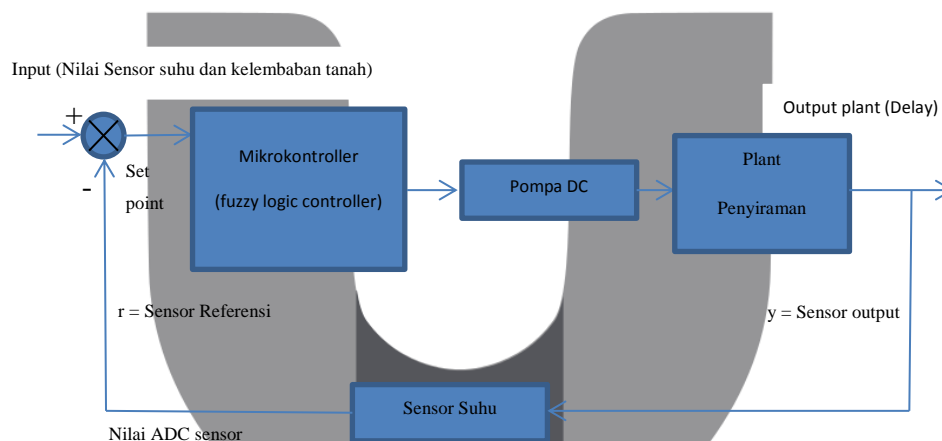 Input (Nilai Sensor suhu dan kelembaban tanah)
+
-
Set
point
Mikrokontroller
(fuzzy logic controller)
Pompa DC
Plant
Penyiraman
Output plant (Delay)
r = Sensor Referensi
y = Sensor output
Sensor Suhu
Nilai ADC sensor